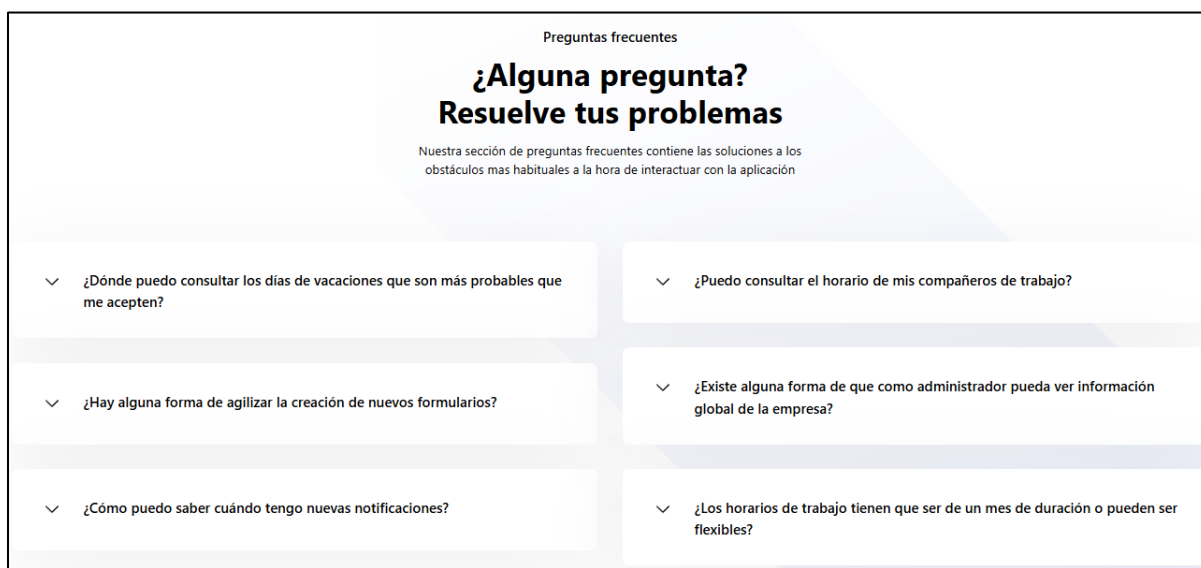 Preguntas frecuentes
¿Alguna pregunta?
Resuelve tus problemas
Nuestra sección de preguntas frecuentes contiene las soluciones a los
obstáculos mas habituales a la hora de interactuar con la aplicación
¿Dónde puedo consultar los días de vacaciones que son más probables que
me acepten?
¿Hay alguna forma de agilizar la creación de nuevos formularios?
¿Cómo puedo saber cuándo tengo nuevas notificaciones?
¿Puedo consultar el horario de mis compañeros de trabajo?
¿Existe alguna forma de que como administrador pueda ver información
global de la empresa?
¿Los horarios de trabajo tienen que ser de un mes de duración o pueden ser
flexibles?